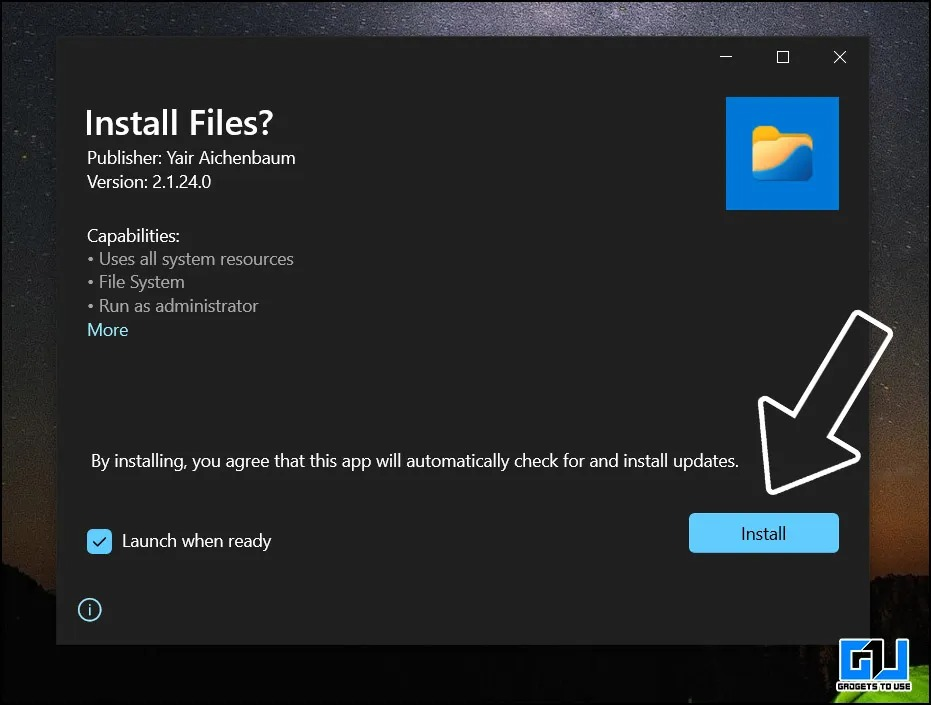 Install Files?
Publisher: Yair Aichenbaum
Version: 2.1.24.0
Capabilities:
• Uses all system resources
• File System
• Run as administrator
More
By installing, you agree that this app will automatically check for and install updates.
Launch when ready
Install
GU
GADGETS TO USE